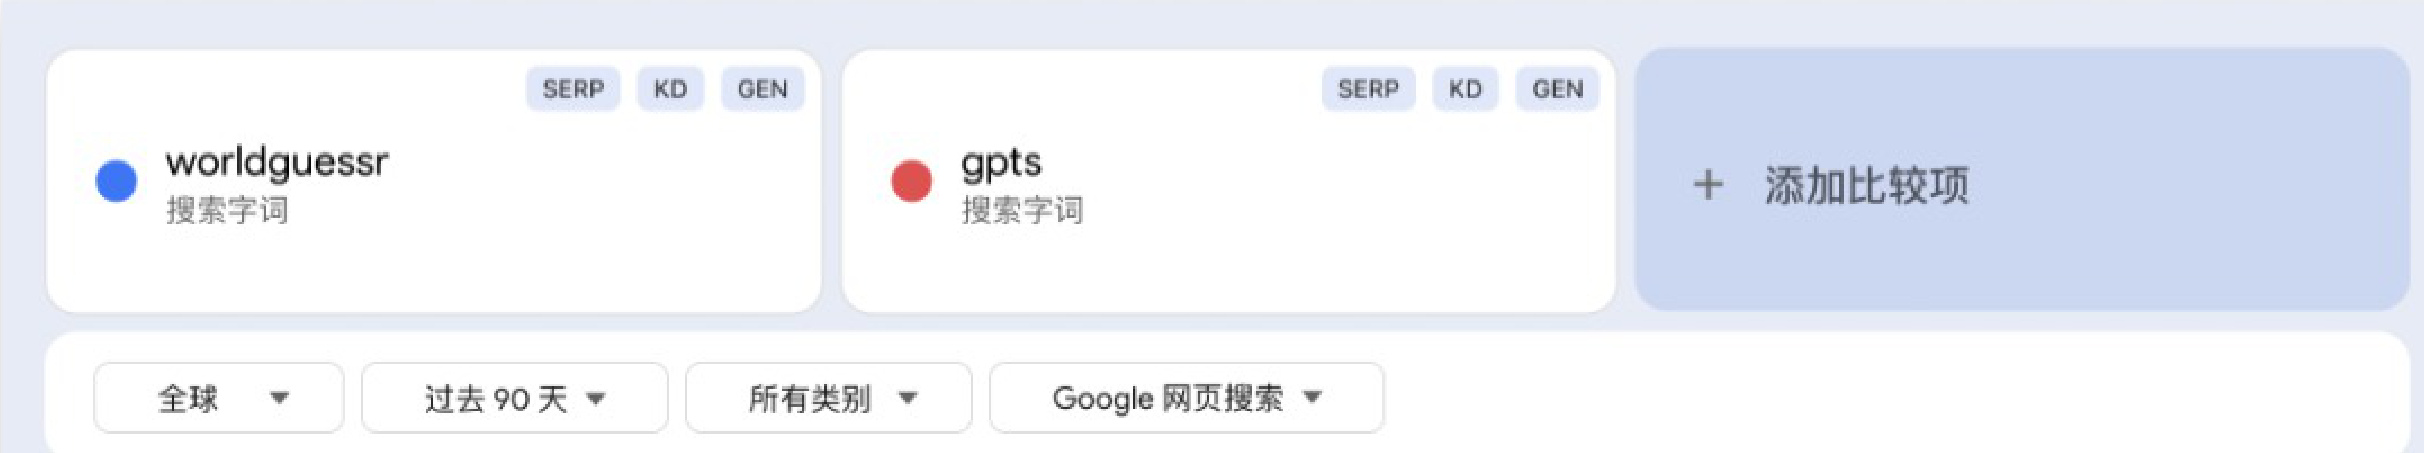 SERP KD GEN
worldguessr
搜索字词
SERP KD GEN
gpts
搜索字词
+ 添加比较项
全球
过去 90 天
所有类别
Google 网页搜索